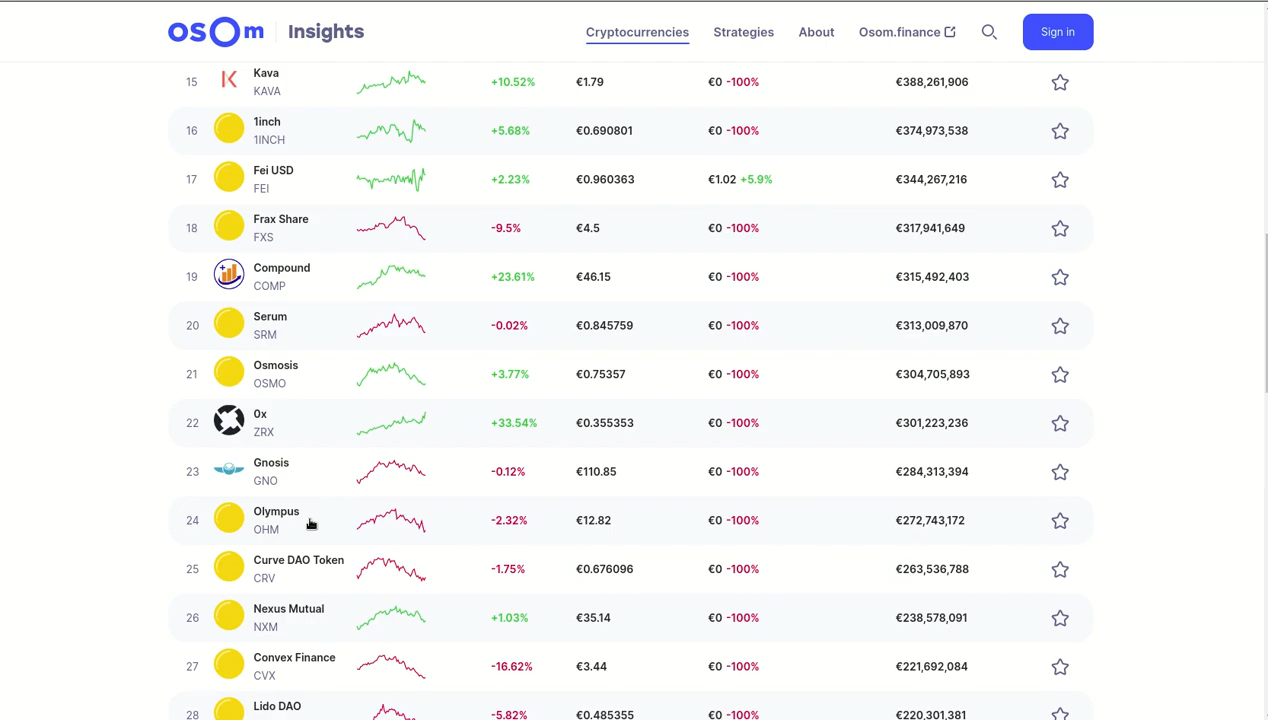 osom Insights Cryptocurrencies Strategies About Osom.finance Sign in
15 Kava KAVA +10.52% €1.79 €0 -100% €388,261,906
16 1inch 1INCH +5.68% €0.690801 €0 -100% €374,973,538
17 Fei USD FEI +2.23% €0.960363 €1.02 +5.9% €344,267,216
18 Frax Share FXS -9.5% €4.5 €0 -100% €317,941,649
19 Compound COMP +23.61% €46.15 €0 -100% €315,492,403
20 Serum SRM -0.02% €0.845759 €0 -100% €313,009,870
21 Osmosis OSMO +3.77% €0.75357 €0 -100% €304,705,893
22 0x ZRX +33.54% €0.355353 €0 -100% €301,223,236
23 Gnosis GNO -0.12% €110.85 €0 -100% €284,313,394
24 Olympus OHM -2.32% €12.82 €0 -100% €272,743,172
25 Curve DAO Token CRV -1.75% €0.676096 €0 -100% €263,536,788
26 Nexus Mutual NXM +1.03% €35.14 €0 -100% €238,578,091
27 Convex Finance CVX -16.62% €3.44 €0 -100% €221,692,084
28 Lido DAO -5.82% €0.485355 €0 -100% €220,301,381